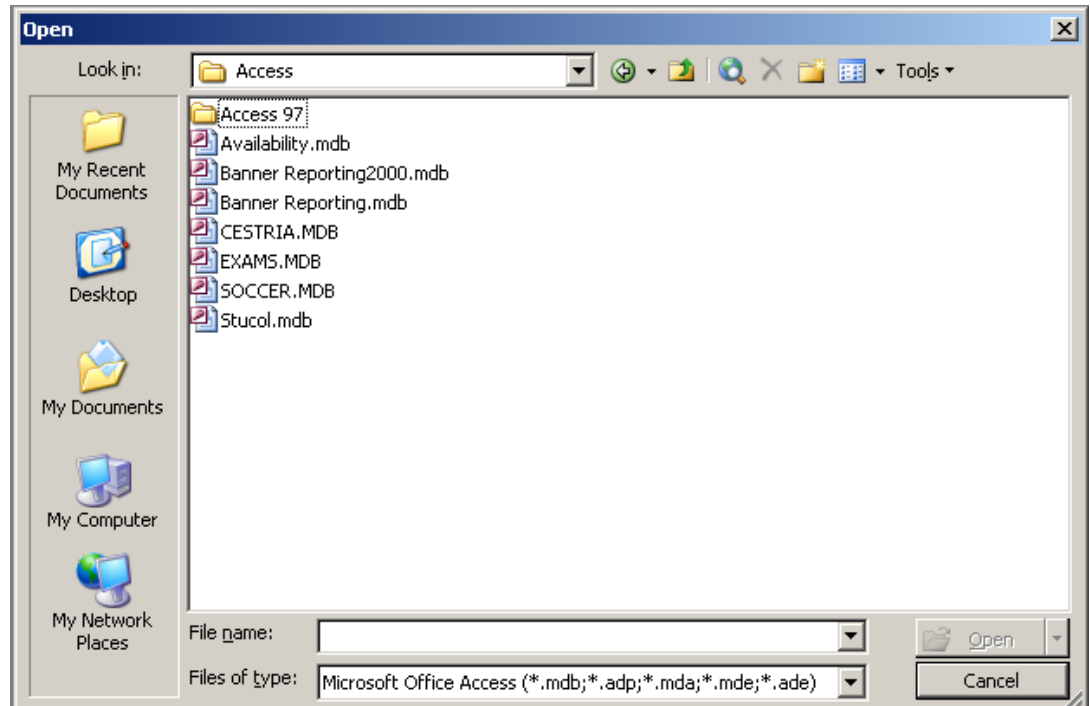 Open
Look in:
Access
Tools
Access 97
Availability.mdb
Banner Reporting2000.mdb
Banner Reporting.mdb
CESTRIA.MDB
EXAMS.MDB
SOCCER.MDB
Stucol.mdb
My Recent
Documents
Desktop
My Documents
My Computer
My Network
Places
File name:
Open
Files of type:
Microsoft Office Access (*.mdb;*.adp;*.mda;*.mde;*.ade)
Cancel